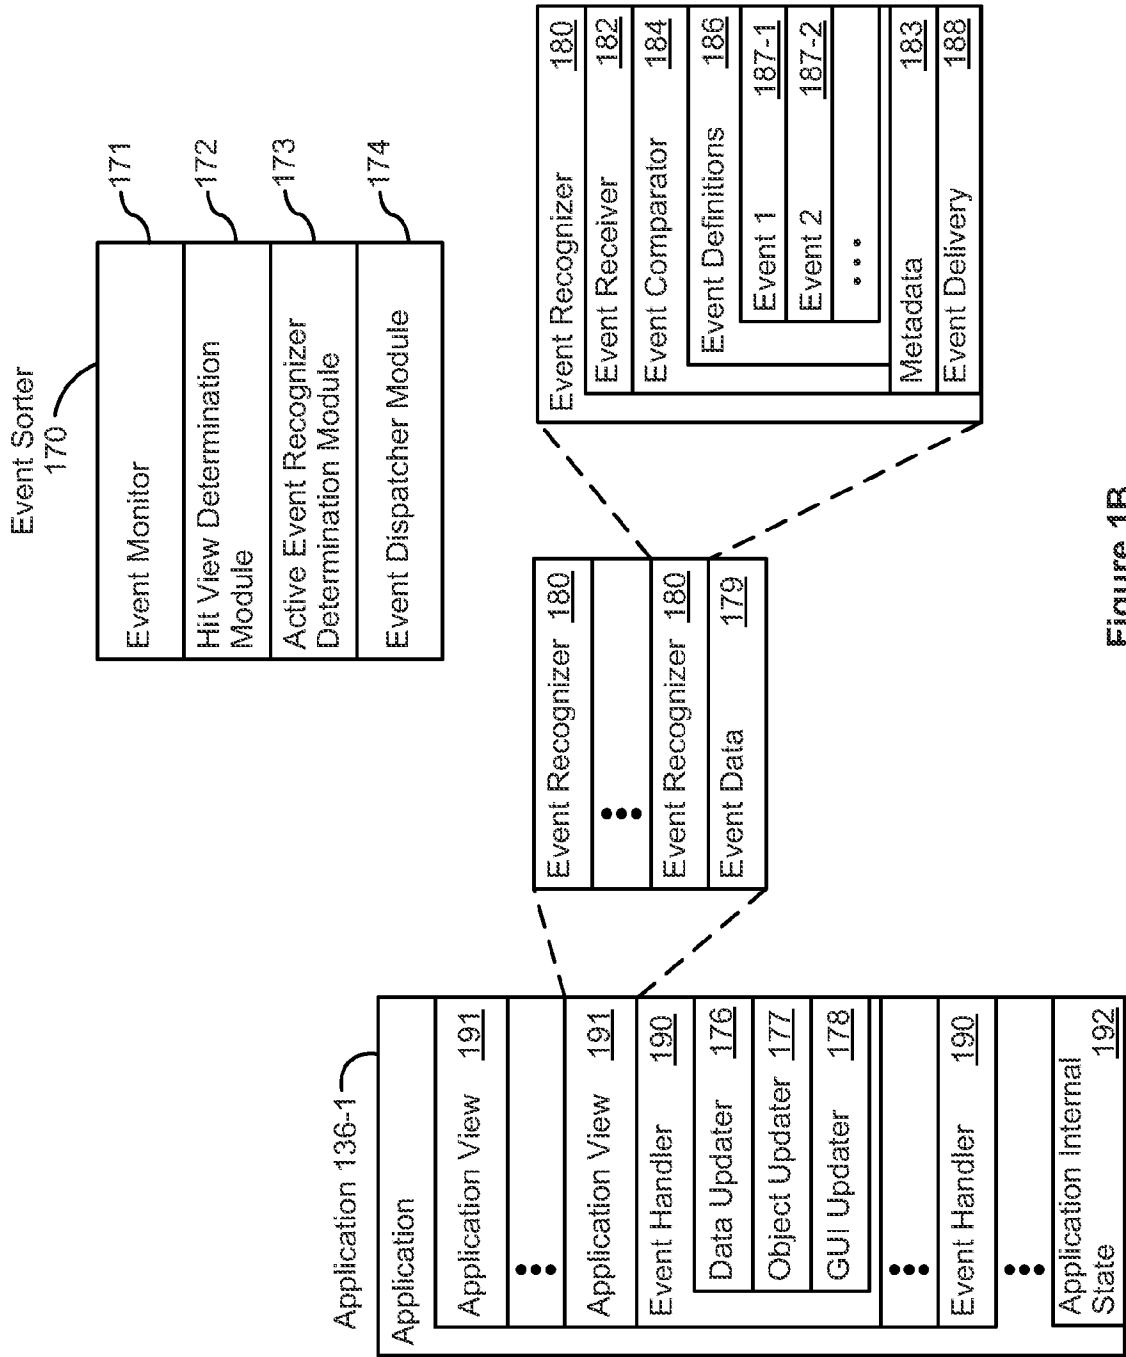 Event Sorter
170
Event Monitor
171
Hit View Determination
Module
172
Active Event Recognizer
Determination Module
173
Event Dispatcher Module
174
Application 136-1
Application
Application View 191
Application View 191
Event Handler 190
Data Updater 176
Object Updater 177
GUI Updater 178
Event Handler 190
Application Internal
State 192
Event Recognizer 180
Event Recognizer 180
Event Data 179
Event Recognizer 180
Event Receiver 182
Event Comparator 184
Event Definitions 186
Event 1 187-1
Event 2 187-2
Metadata 183
Event Delivery 188
Figure 1B